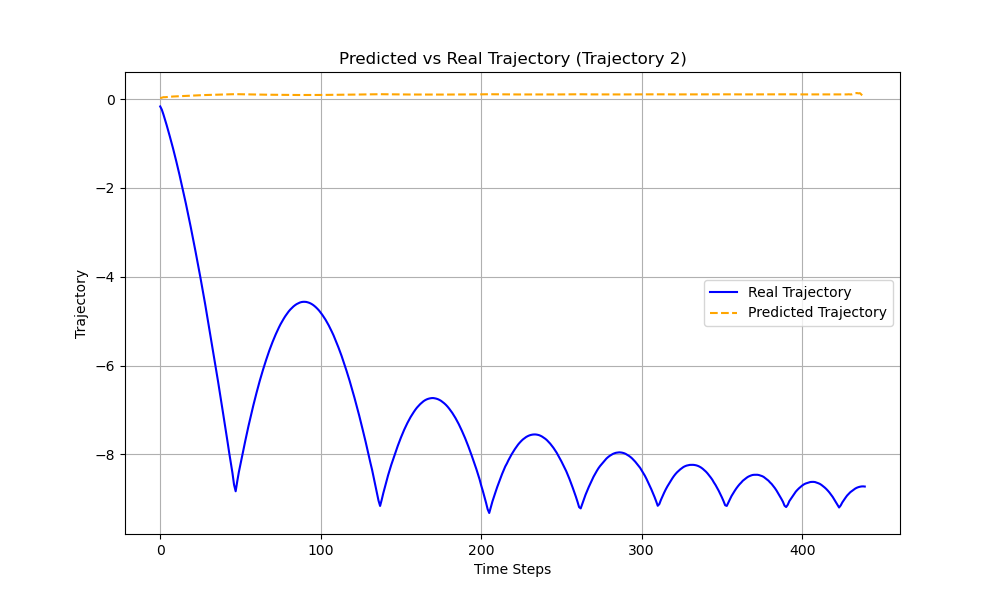 Predicted vs Real Trajectory (Trajectory 2)
Trajectory
0
−2
−4
−6
−8
Real Trajectory
Predicted Trajectory
0 100 200 300 400
Time Steps